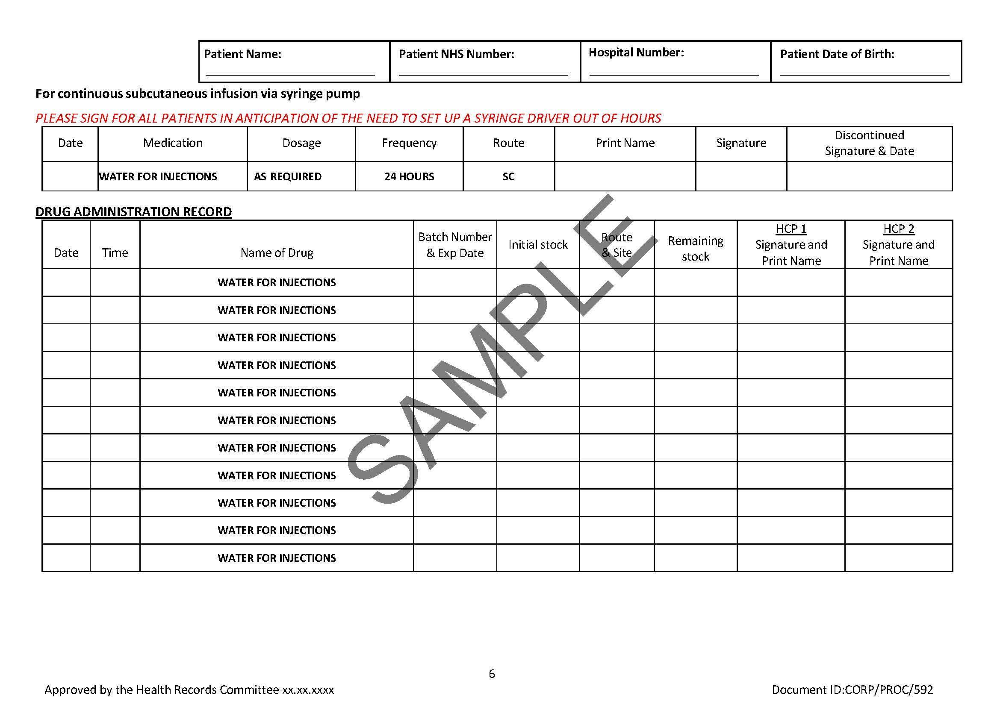 Patient Name: Patient NHS Number: Hospital Number: Patient Date of Birth:
For continuous subcutaneous infusion via syringe pump
PLEASE SIGN FOR ALL PATIENTS IN ANTICIPATION OF THE NEED TO SET UP A SYRINGE DRIVER OUT OF HOURS
Date Medication Dosage Frequency Route Print Name Signature Discontinued
Signature & Date
WATER FOR INJECTIONS AS REQUIRED 24 HOURS SC
DRUG ADMINISTRATION RECORD
Date Time Name of Drug Batch Number
& Exp Date
Initial stock
Route
& Site
Remaining
stock
HCP 1
Signature and
Print Name
HCP 2
Signature and
Print Name
WATER FOR INJECTIONS
WATER FOR INJECTIONS
WATER FOR INJECTIONS
WATER FOR INJECTIONS
WATER FOR INJECTIONS
WATER FOR INJECTIONS
WATER FOR INJECTIONS
WATER FOR INJECTIONS
WATER FOR INJECTIONS
WATER FOR INJECTIONS
WATER FOR INJECTIONS
SAMPLE
6
Approved by the Health Records Committee xx.xx.xxxx Document ID:CORP/PROC/592